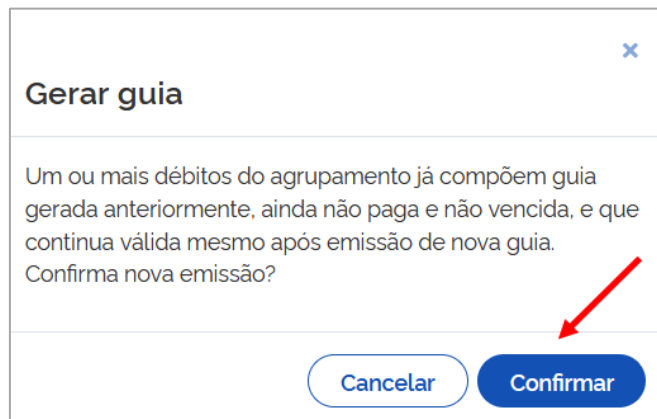 Gerar guia
Um ou mais débitos do agrupamento já compõem guia
gerada anteriormente, ainda não paga e não vencida, e que
continua válida mesmo após emissão de nova guia.
Confirma nova emissão?
Cancelar Confirmar